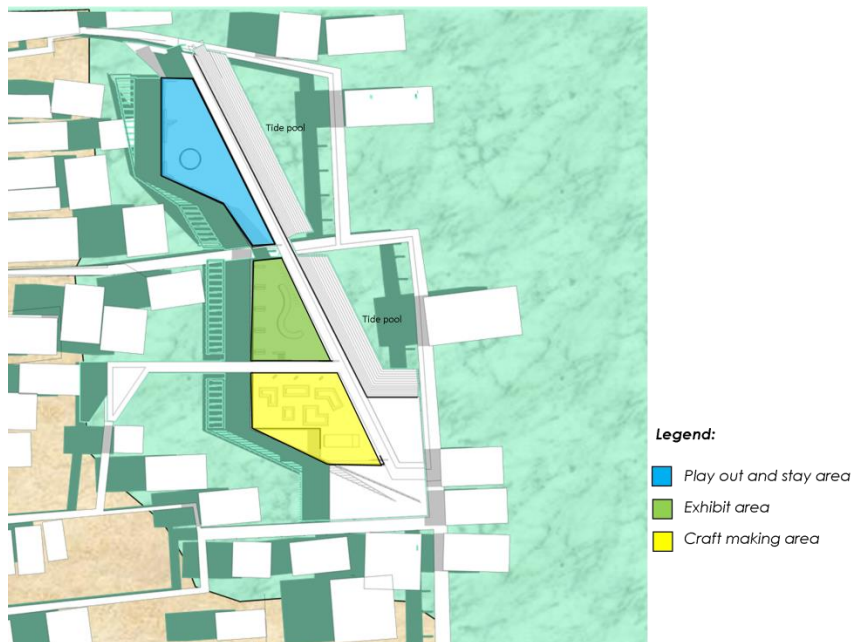 Tide pool
Tide pool
Legend:
Play out and stay area
Exhibit area
Craft making area